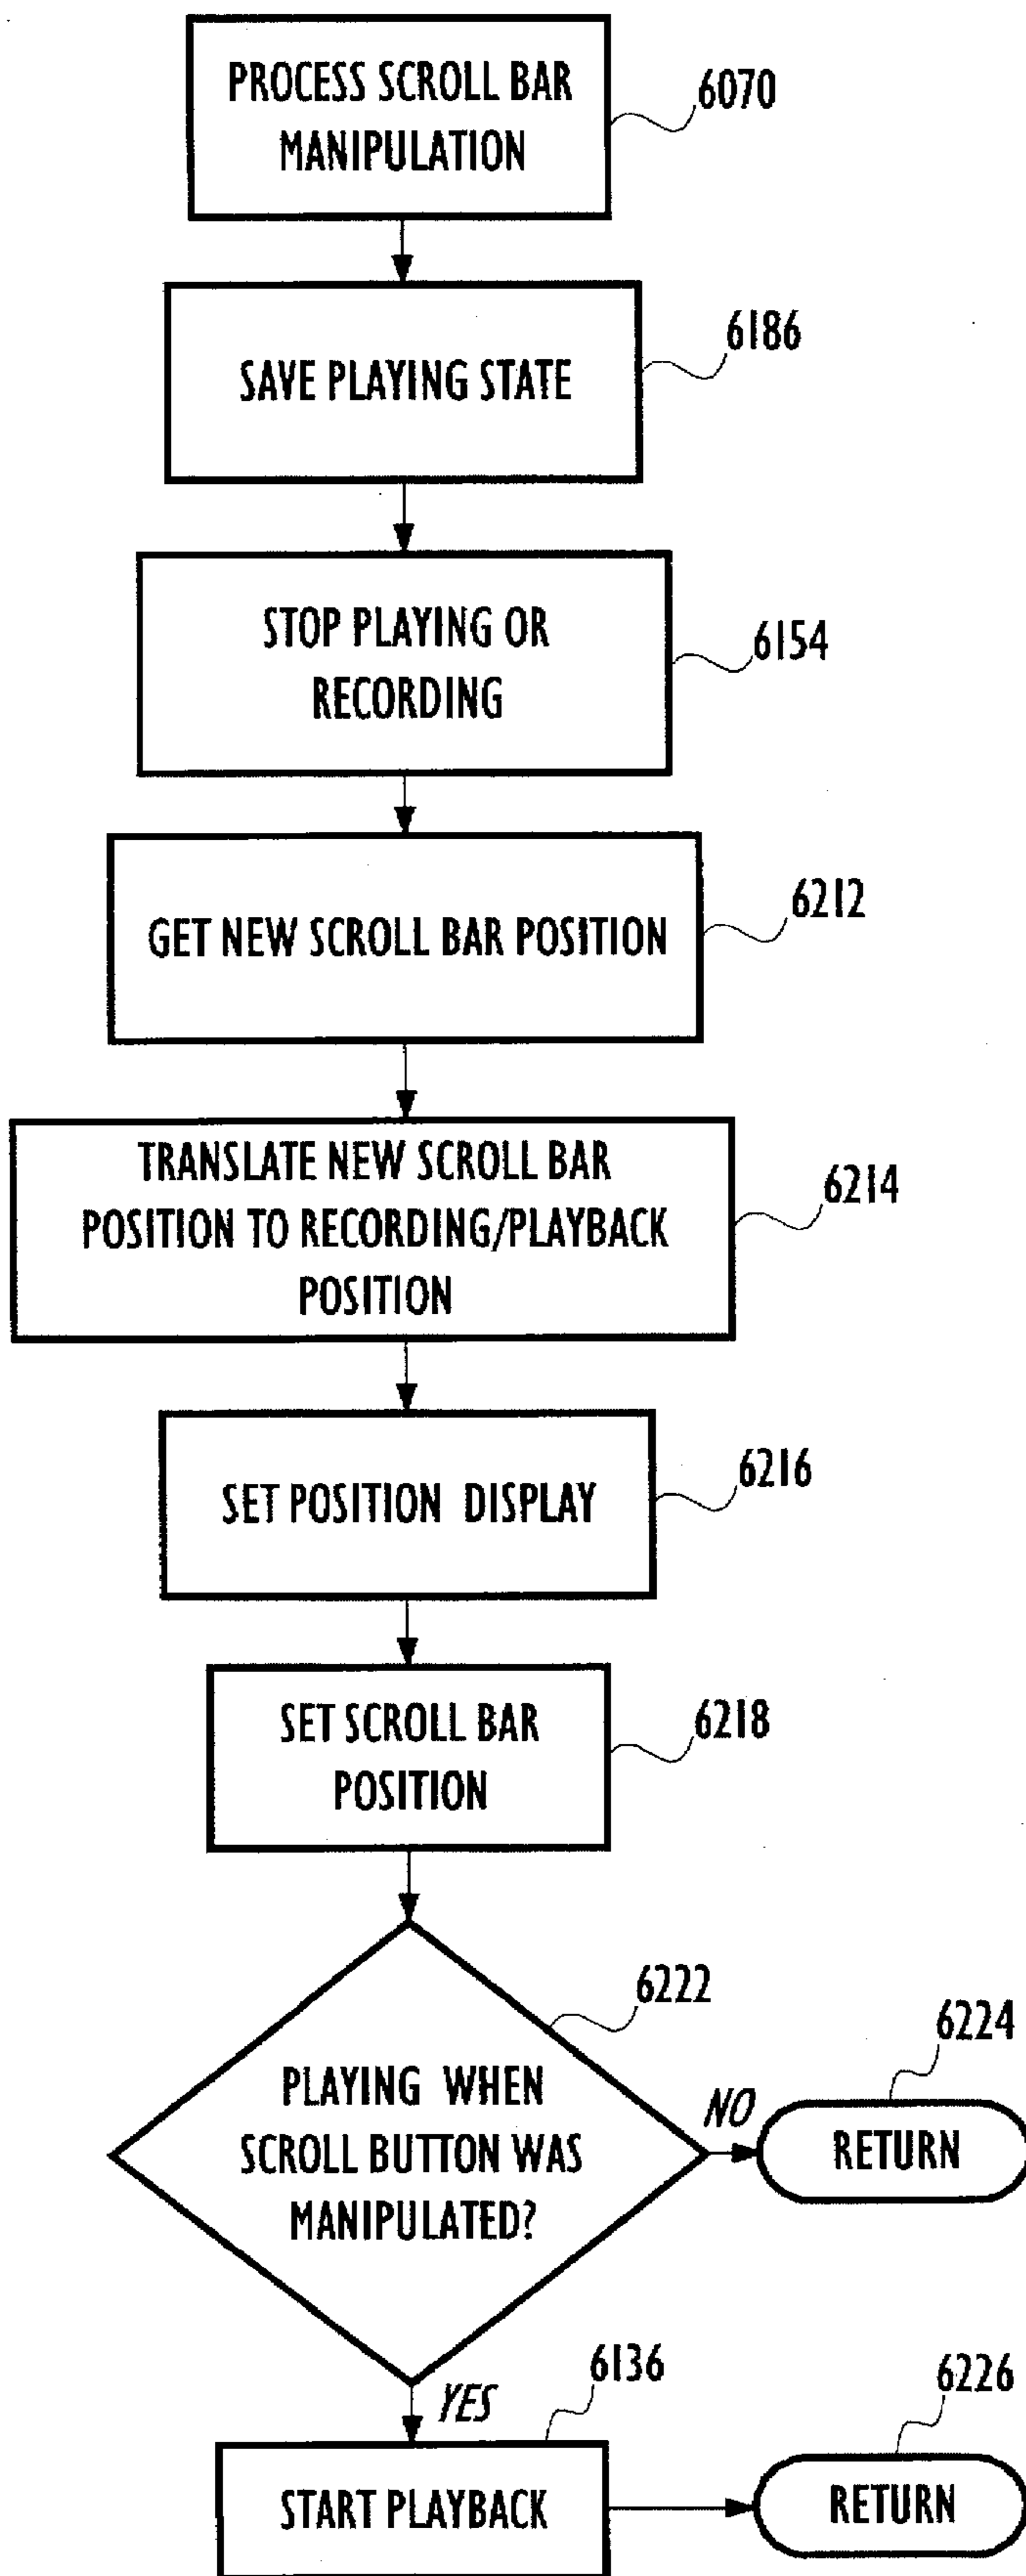 PROCESS SCROLL BAR
MANIPULATION
6070
SAVE PLAYING STATE
6186
STOP PLAYING OR
RECORDING
6154
GET NEW SCROLL BAR POSITION
6212
TRANSLATE NEW SCROLL BAR
POSITION TO RECORDING/PLAYBACK
POSITION
6214
SET POSITION DISPLAY
6216
SET SCROLL BAR
POSITION
6218
PLAYING WHEN
SCROLL BUTTON WAS
MANIPULATED?
6222
NO
6224
RETURN
YES
6136
START PLAYBACK
6226
RETURN